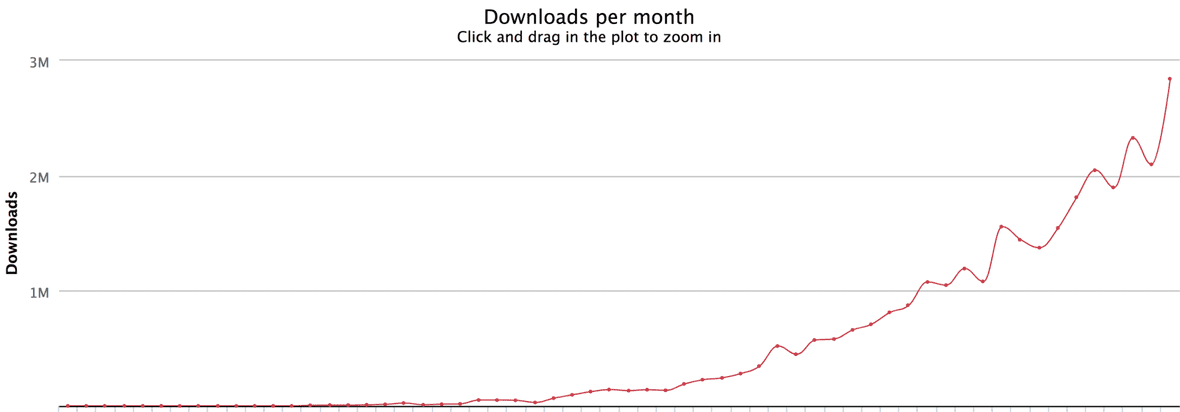 Downloads per month
Click and drag in the plot to zoom in
3M
2M
1M
Downloads